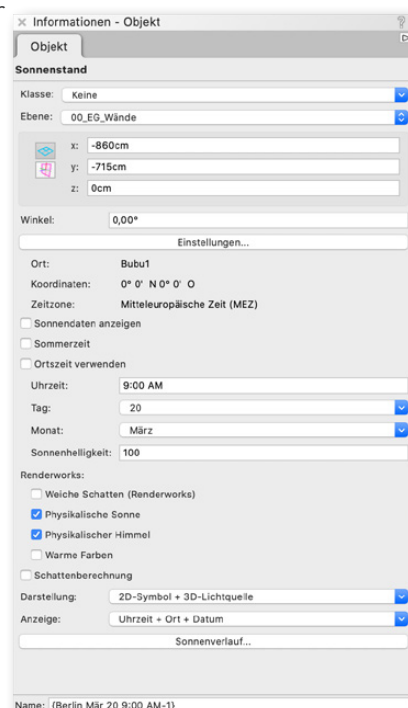 Informationen - Objekt
Objekt
Sonnenstand
Klasse: Keine
Ebene: 00_EG_Wände
x: -860cm
y: -715cm
z: 0cm
Winkel: 0,00°
Einstellungen...
Ort: Bubu1
Koordinaten: 0° 0' N 0° 0' O
Zeitzone: Mitteleuropäische Zeit (MEZ)
Sonnendaten anzeigen
Sommerzeit
Ortszeit verwenden
Uhrzeit: 9:00 AM
Tag: 20
Monat: März
Sonnenhelligkeit: 100
Renderworks:
Weiche Schatten (Renderworks)
Physikalische Sonne
Physikalischer Himmel
Warme Farben
Schattenberechnung
Darstellung: 2D-Symbol + 3D-Lichtquelle
Anzeige: Uhrzeit + Ort + Datum
Sonnenverlauf...
Name: {Berlin Mär 20 9:00 AM-1}